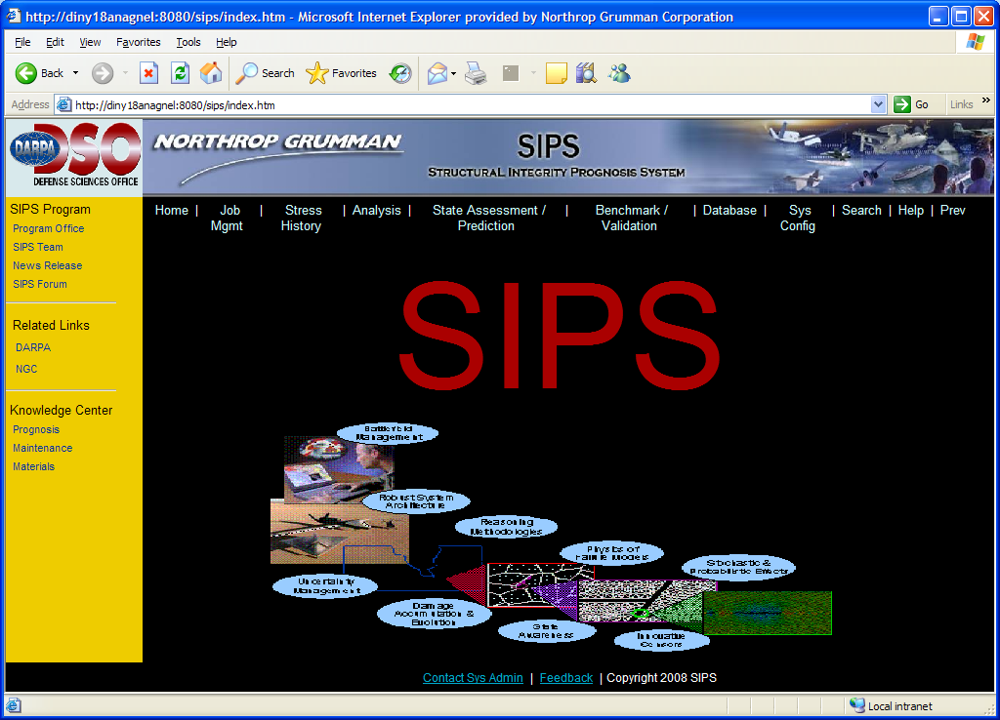 http://diny18anagnel:8080/sips/index.htm - Microsoft Internet Explorer provided by Northrop Grumman Corporation
File Edit View Favorites Tools Help
Back Search Favorites
Address http://diny18anagnel:8080/sips/index.htm Go Links »
DARPA DSO
DEFENSE SCIENCES OFFICE
NORTHROP GRUMMAN
SIPS
STRUCTURAL INTEGRITY PROGNOSIS SYSTEM
Home | Job Mgmt | Stress History | Analysis | State Assessment / Prediction | Benchmark / Validation | Database | Sys Config | Search | Help | Prev
SIPS Program
Program Office
SIPS Team
News Release
SIPS Forum
Related Links
DARPA
NGC
Knowledge Center
Prognosis
Maintenance
Materials
SIPS
Battlefield
Management
Robust System
Architecture
Reasoning
Methodologies
Physics of
Failure Models
Stochastic &
Probabilistic Effects
Uncertainty
Management
Damage
Accumulation &
Evolution
State
Awareness
Innovative
Sensors
Contact Sys Admin | Feedback | Copyright 2008 SIPS
Local intranet